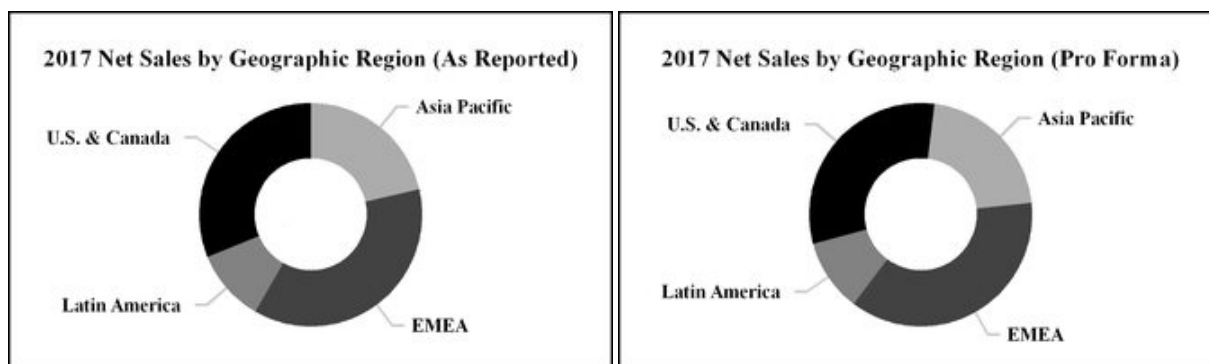 2017 Net Sales by Geographic Region (As Reported)
Asia Pacific
U.S. & Canada
Latin America
EMEA
2017 Net Sales by Geographic Region (Pro Forma)
Asia Pacific
U.S. & Canada
Latin America
EMEA